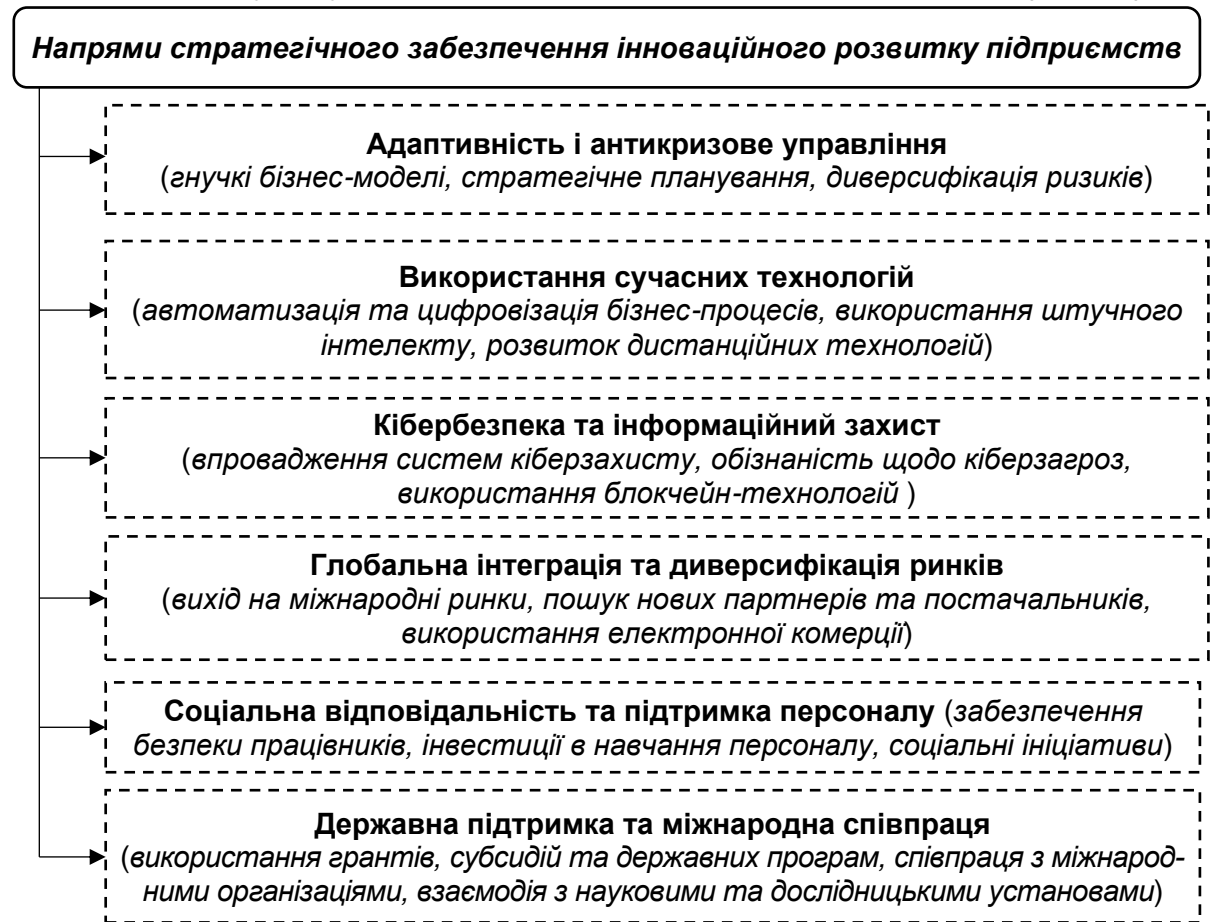 Напрями стратегічного забезпечення інноваційного розвитку підприємств
Адаптивність і антикризове управління
(гнучкі бізнес-моделі, стратегічне планування, диверсифікація ризиків)
Використання сучасних технологій
(автоматизація та цифровізація бізнес-процесів, використання штучного
інтелекту, розвиток дистанційних технологій)
Кібербезпека та інформаційний захист
(впровадження систем кіберзахисту, обізнаність щодо кіберзагроз,
використання блокчейн-технологій )
Глобальна інтеграція та диверсифікація ринків
(вихід на міжнародні ринки, пошук нових партнерів та постачальників,
використання електронної комерції)
Соціальна відповідальність та підтримка персоналу (забезпечення
безпеки працівників, інвестиції в навчання персоналу, соціальні ініціативи)
Державна підтримка та міжнародна співпраця
(використання грантів, субсидій та державних програм, співпраця з міжнарод-
ними організаціями, взаємодія з науковими та дослідницькими установами)